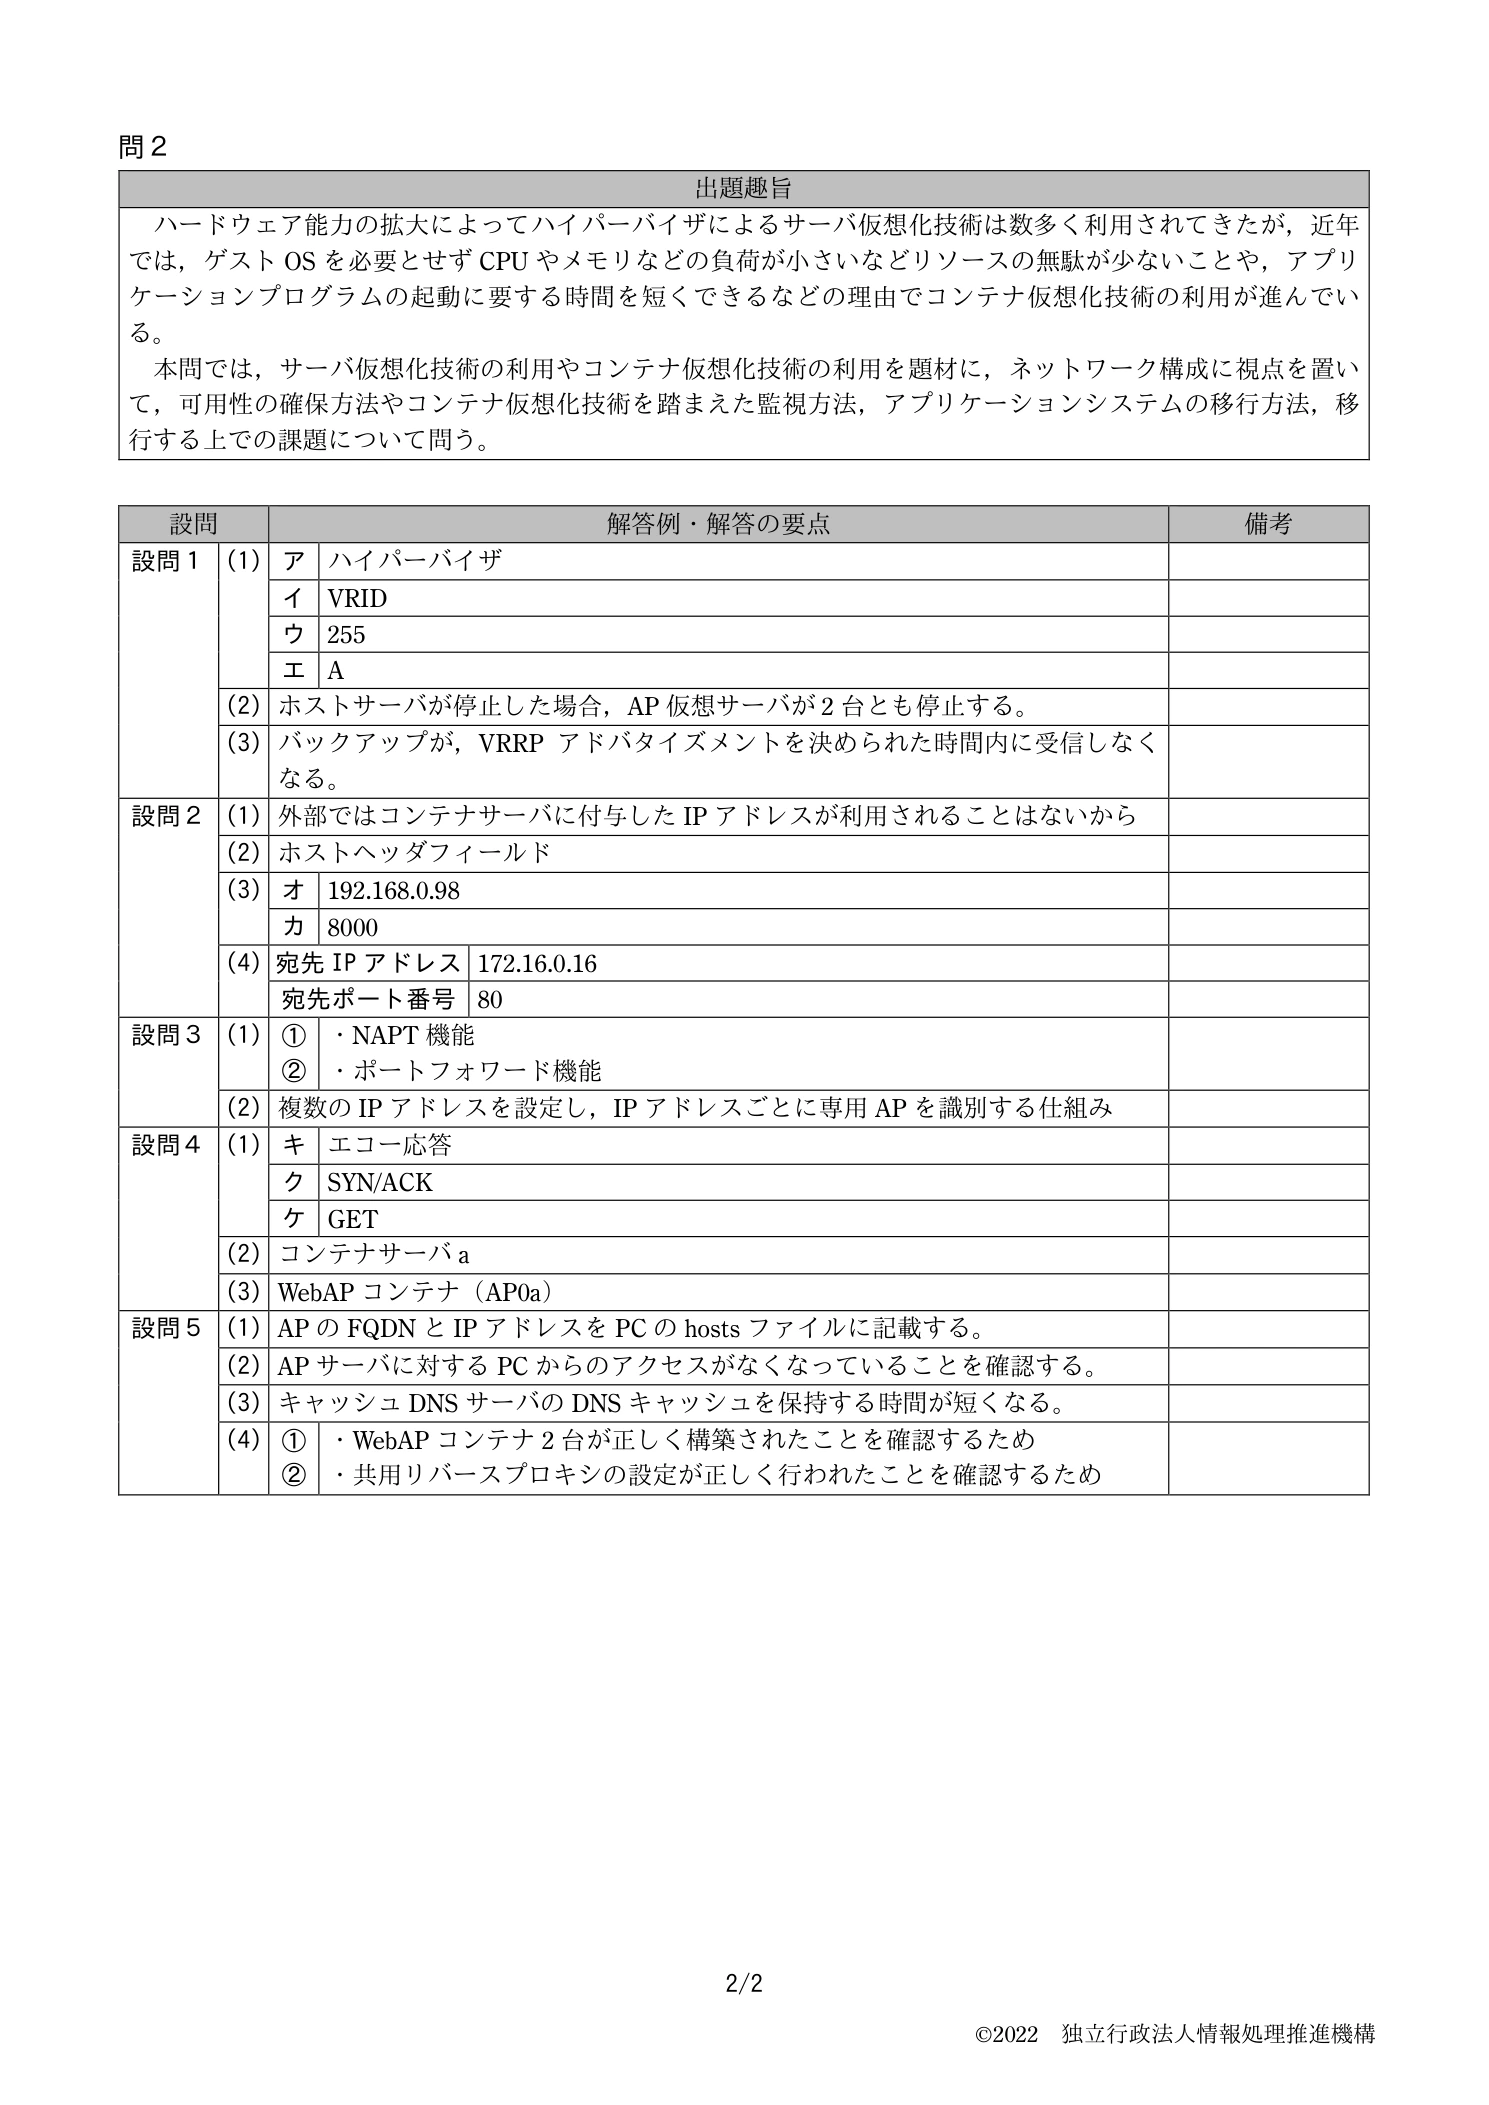 問２
出題趣旨
ハードウェア能力の拡大によってハイパーバイザによるサーバ仮想化技術は数多く利用されてきたが，近年
では，ゲスト OS を必要とせず CPU やメモリなどの負荷が小さいなどリソースの無駄が少ないことや，アプリ
ケーションプログラムの起動に要する時間を短くできるなどの理由でコンテナ仮想化技術の利用が進んでい
る。
本問では，サーバ仮想化技術の利用やコンテナ仮想化技術の利用を題材に，ネットワーク構成に視点を置い
て，可用性の確保方法やコンテナ仮想化技術を踏まえた監視方法，アプリケーションシステムの移行方法，移
行する上での課題について問う。
設問 解答例・解答の要点 備考
設問１ (1) ア ハイパーバイザ
イ VRID
ウ 255
エ A
(2) ホストサーバが停止した場合，AP 仮想サーバが 2 台とも停止する。
(3) バックアップが，VRRP アドバタイズメントを決められた時間内に受信しなく
なる。
設問２ (1) 外部ではコンテナサーバに付与した IP アドレスが利用されることはないから
(2) ホストヘッダフィールド
(3) オ 192.168.0.98
カ 8000
(4) 宛先 IP アドレス 172.16.0.16
宛先ポート番号 80
設問３ (1) ① ・NAPT 機能
② ・ポートフォワード機能
(2) 複数の IP アドレスを設定し，IP アドレスごとに専用 AP を識別する仕組み
設問４ (1) キ エコー応答
ク SYN/ACK
ケ GET
(2) コンテナサーバ a
(3) WebAP コンテナ（AP0a）
設問５ (1) AP の FQDN と IP アドレスを PC の hosts ファイルに記載する。
(2) AP サーバに対する PC からのアクセスがなくなっていることを確認する。
(3) キャッシュ DNS サーバの DNS キャッシュを保持する時間が短くなる。
(4) ① ・WebAP コンテナ 2 台が正しく構築されたことを確認するため
② ・共用リバースプロキシの設定が正しく行われたことを確認するため
2/2
©2022 独立行政法人情報処理推進機構